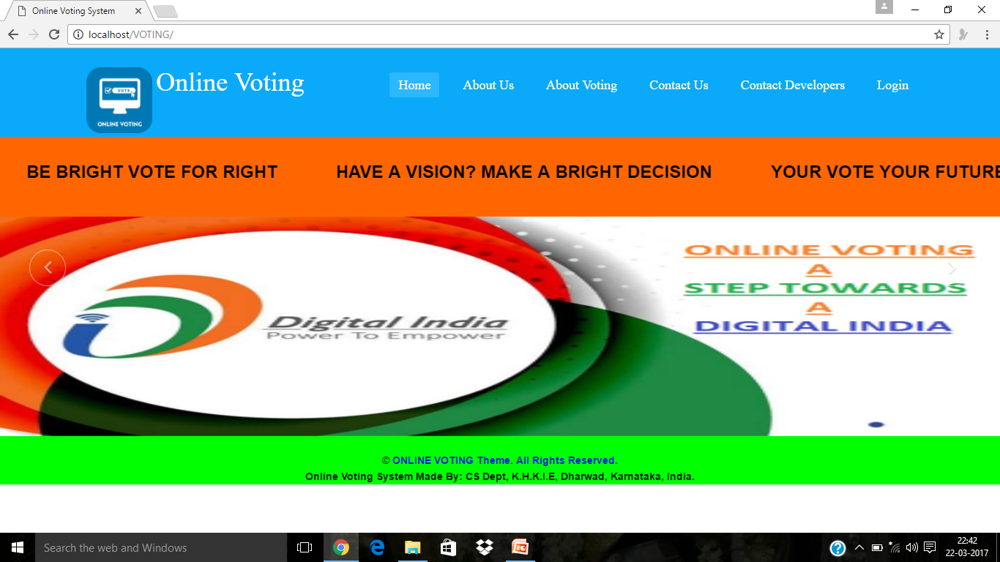 Online Voting System
localhost/VOTING/
VOTE
ONLINE VOTING
Online Voting
Home About Us About Voting Contact Us Contact Developers Login
BE BRIGHT VOTE FOR RIGHT HAVE A VISION? MAKE A BRIGHT DECISION YOUR VOTE YOUR FUTURE
Digital India
Power To Empower
ONLINE VOTING
A
STEP TOWARDS
A
DIGITAL INDIA
© ONLINE VOTING Theme. All Rights Reserved.
Online Voting System Made By: CS Dept, K.H.K.I.E, Dharwad, Karnataka, India.
Search the web and Windows
22:42
22-03-2017